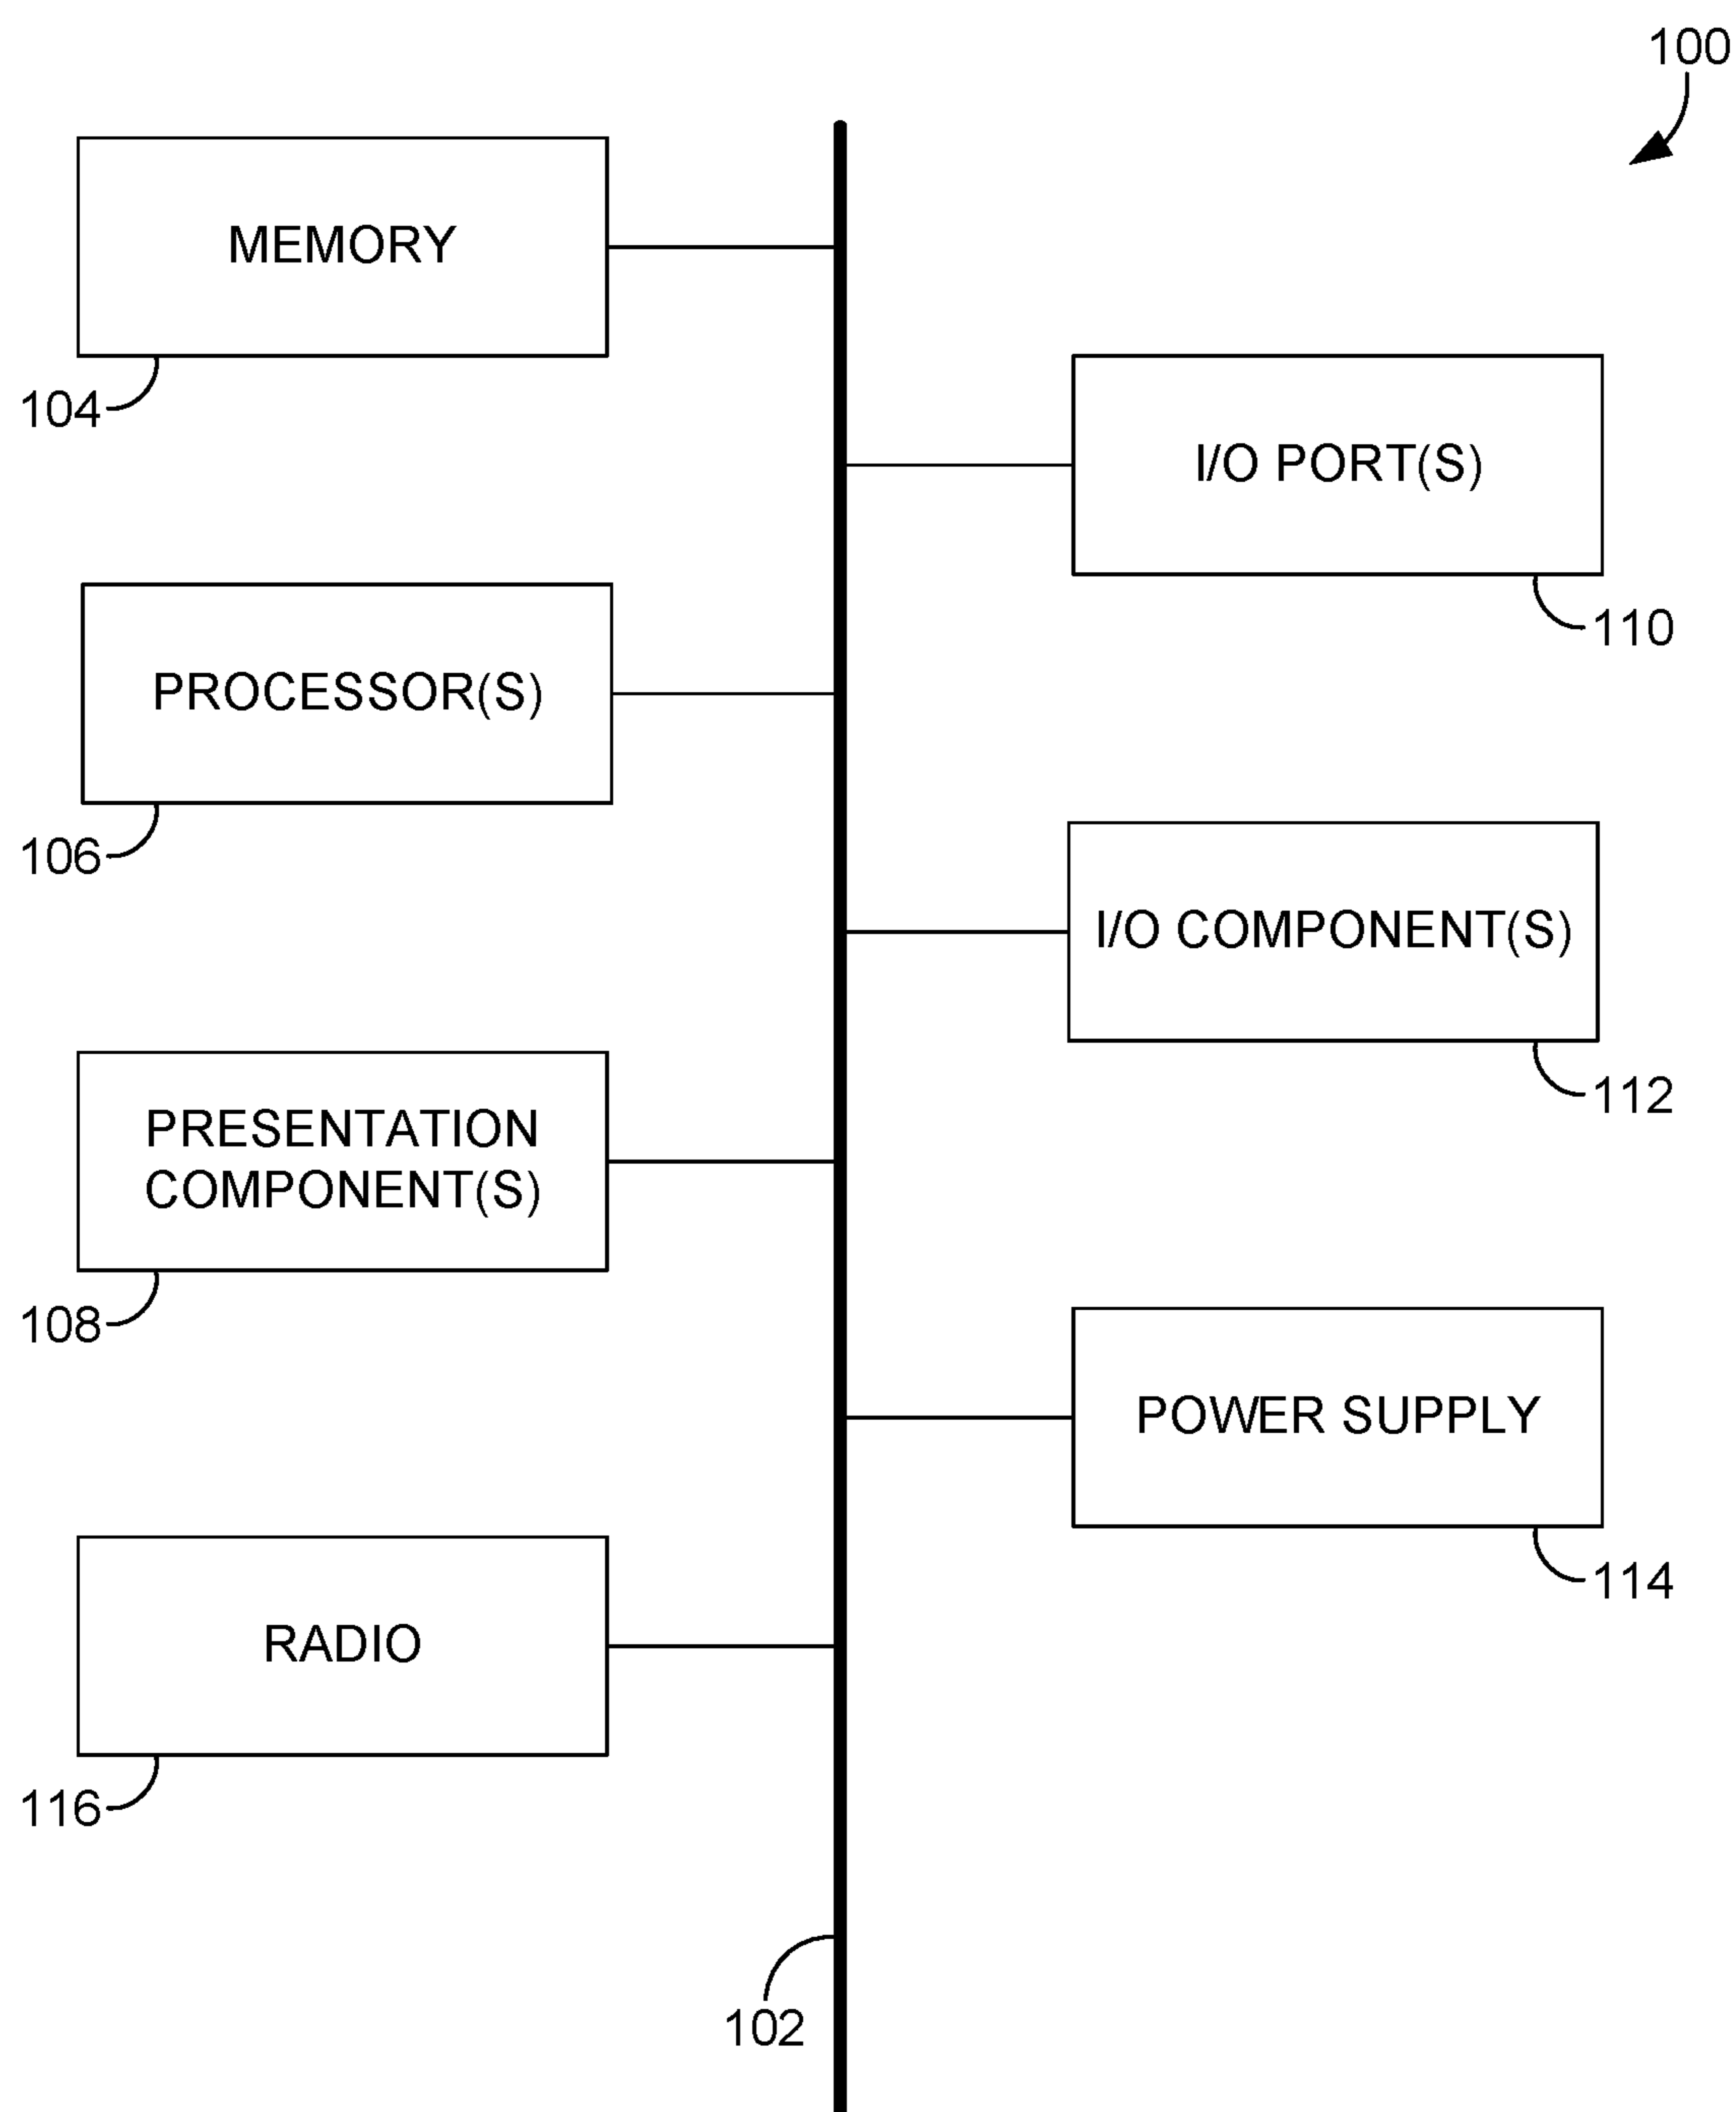 100
MEMORY
104
I/O PORT(S)
110
PROCESSOR(S)
106
I/O COMPONENT(S)
112
PRESENTATION
COMPONENT(S)
108
POWER SUPPLY
114
RADIO
116
102